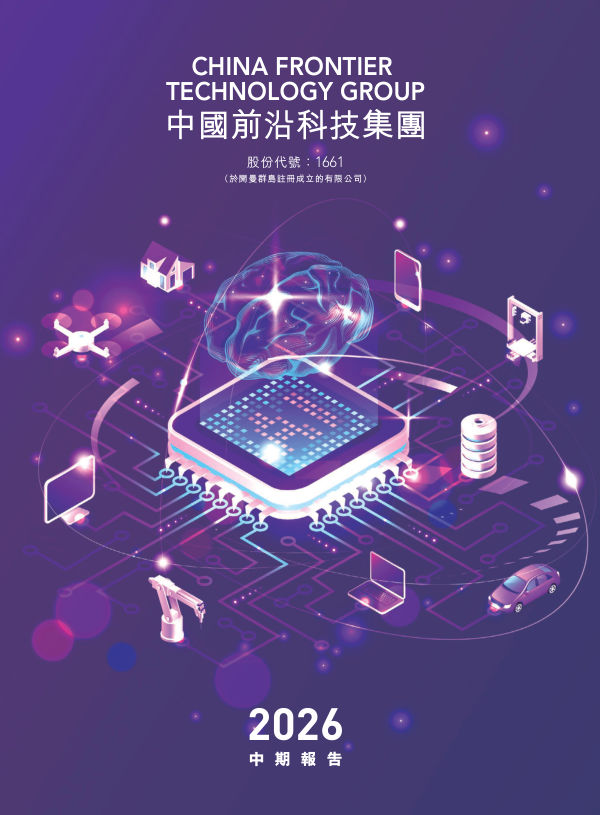 CHINA FRONTIER
TECHNOLOGY GROUP
中國前沿科技集團
股份代號：1661
（於開曼群島註冊成立的有限公司）
2026
中期報告